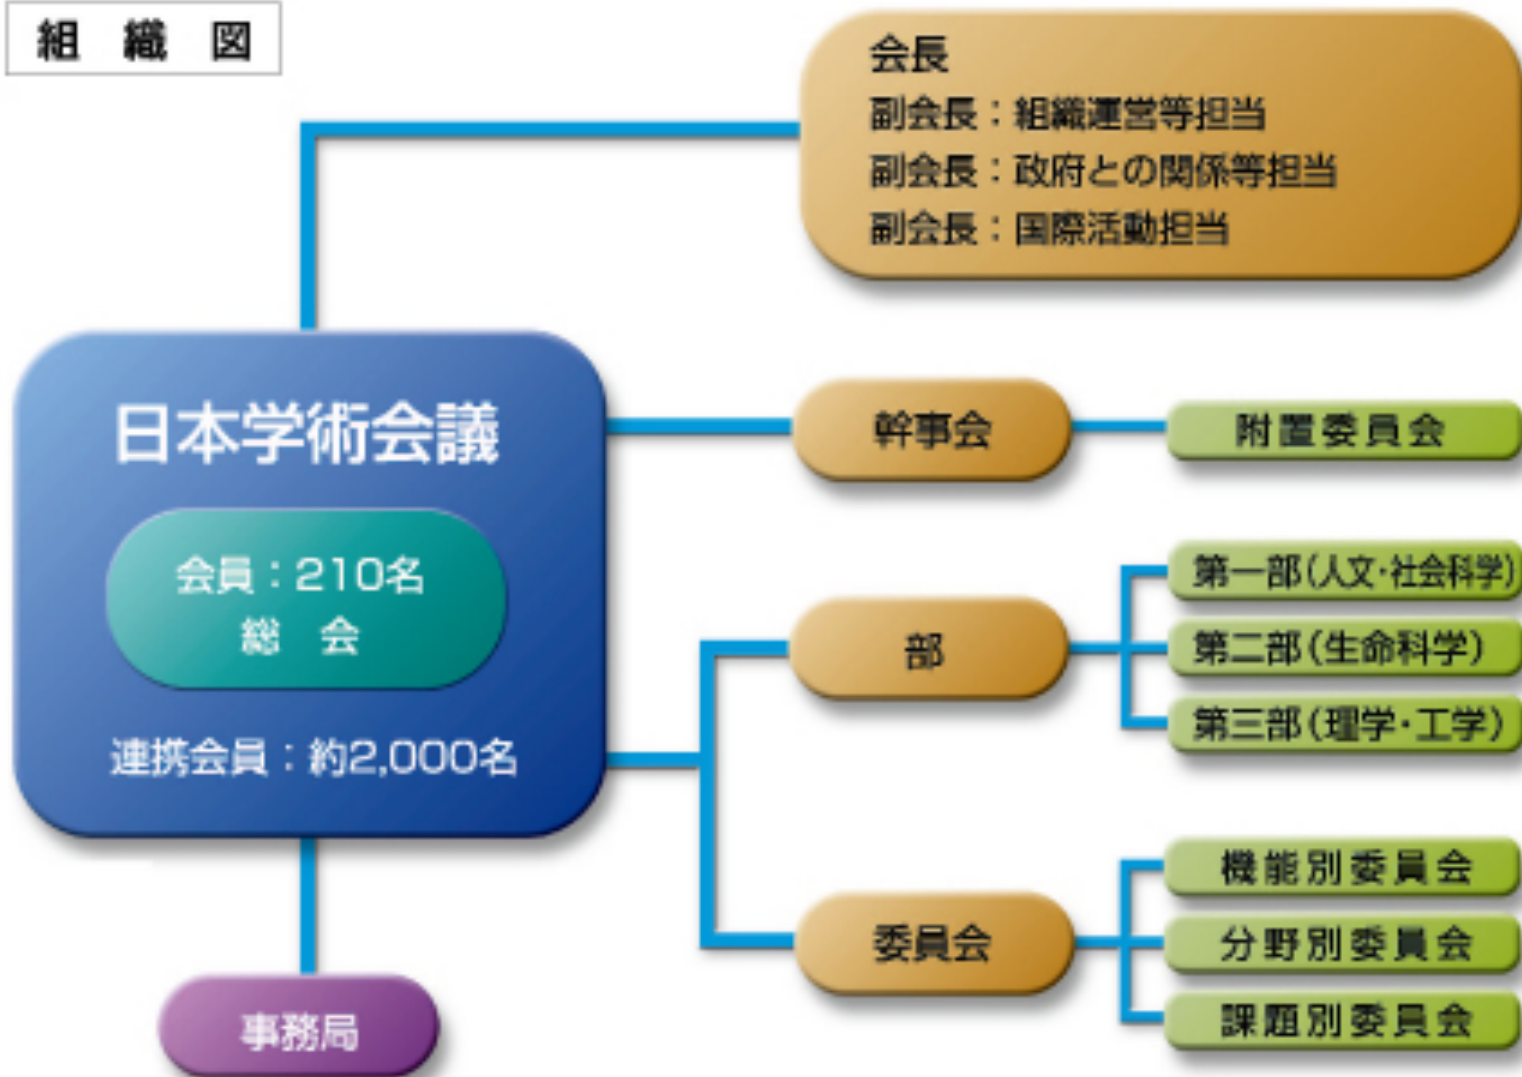 組 織 図
会長
副会長：組織運営等担当
副会長：政府との関係等担当
副会長：国際活動担当
日本学術会議
会員：210名
総 会
連携会員：約2,000名
事務局
幹事会
附置委員会
部
第一部（人文・社会科学）
第二部（生命科学）
第三部（理学・工学）
委員会
機能別委員会
分野別委員会
課題別委員会